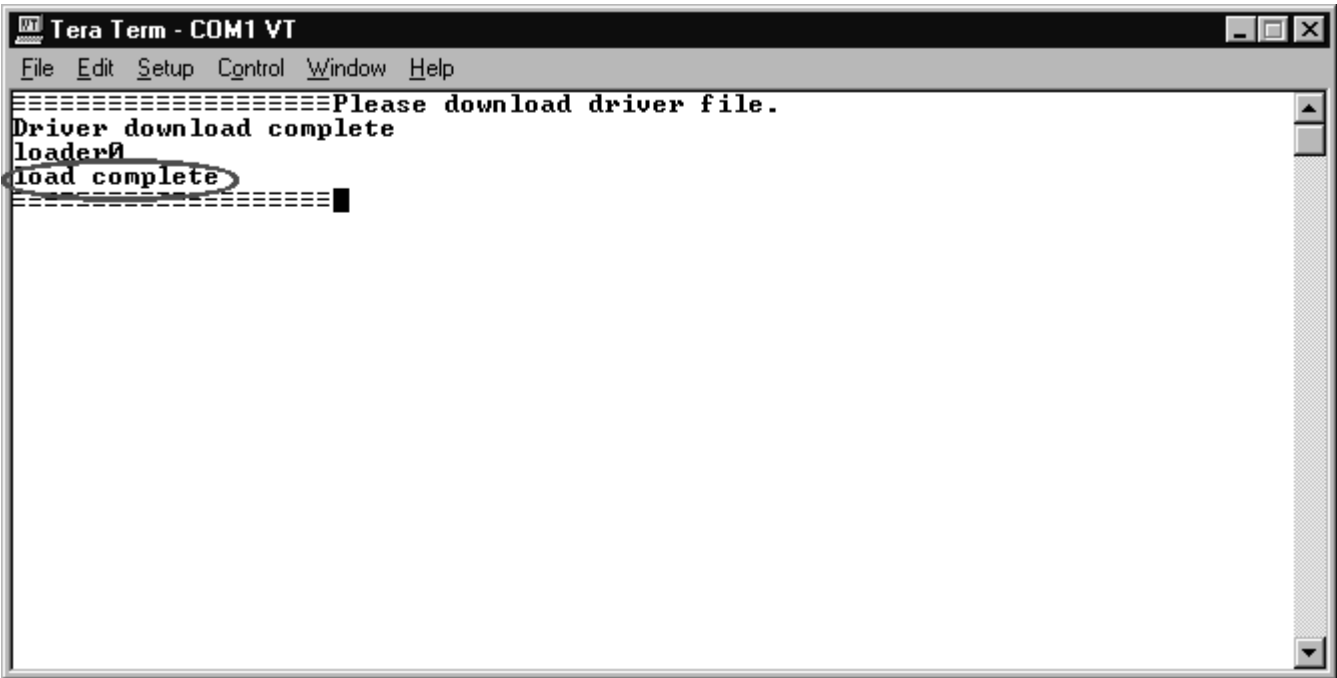 Tera Term - COM1 VT
File Edit Setup Control Window Help
≡≡≡≡≡≡≡≡≡≡≡≡≡≡≡≡≡≡≡≡Please download driver file.
Driver download complete
loader0
load complete
≡≡≡≡≡≡≡≡≡≡≡≡≡≡≡≡≡≡≡≡